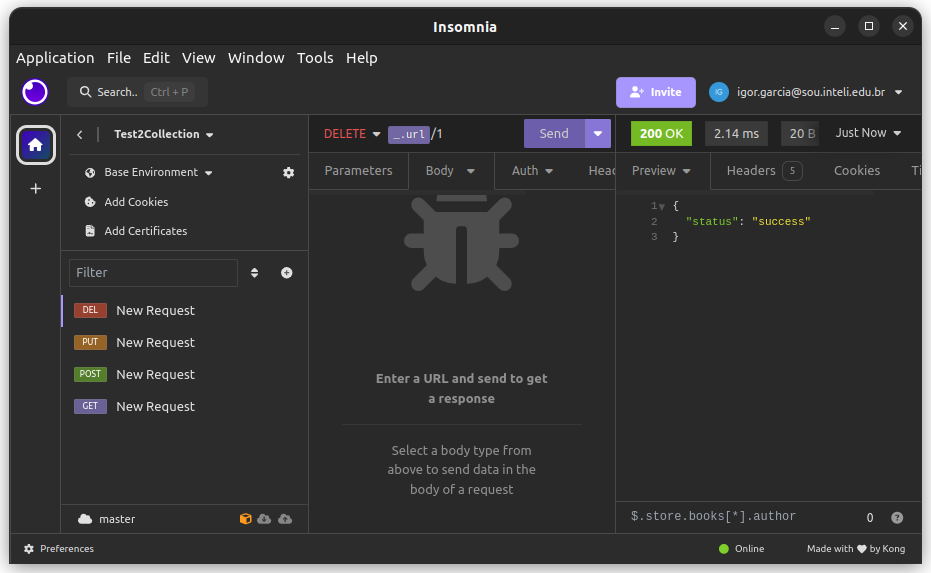 Insomnia
Application File Edit View Window Tools Help
Search.. Ctrl + P
Invite
IG igor.garcia@sou.inteli.edu.br
Test2Collection
DELETE _.url/1 Send
200 OK 2.14 ms 20 B Just Now
Base Environment
Add Cookies
Add Certificates
Parameters Body Auth Head
Preview Headers 5 Cookies Ti
1 {
2 "status": "success"
3 }
Filter
DEL New Request
PUT New Request
POST New Request
GET New Request
Enter a URL and send to get
a response
Select a body type from
above to send data in the
body of a request
master
$.store.books[*].author 0 ?
Preferences
Online Made with ❤ by Kong